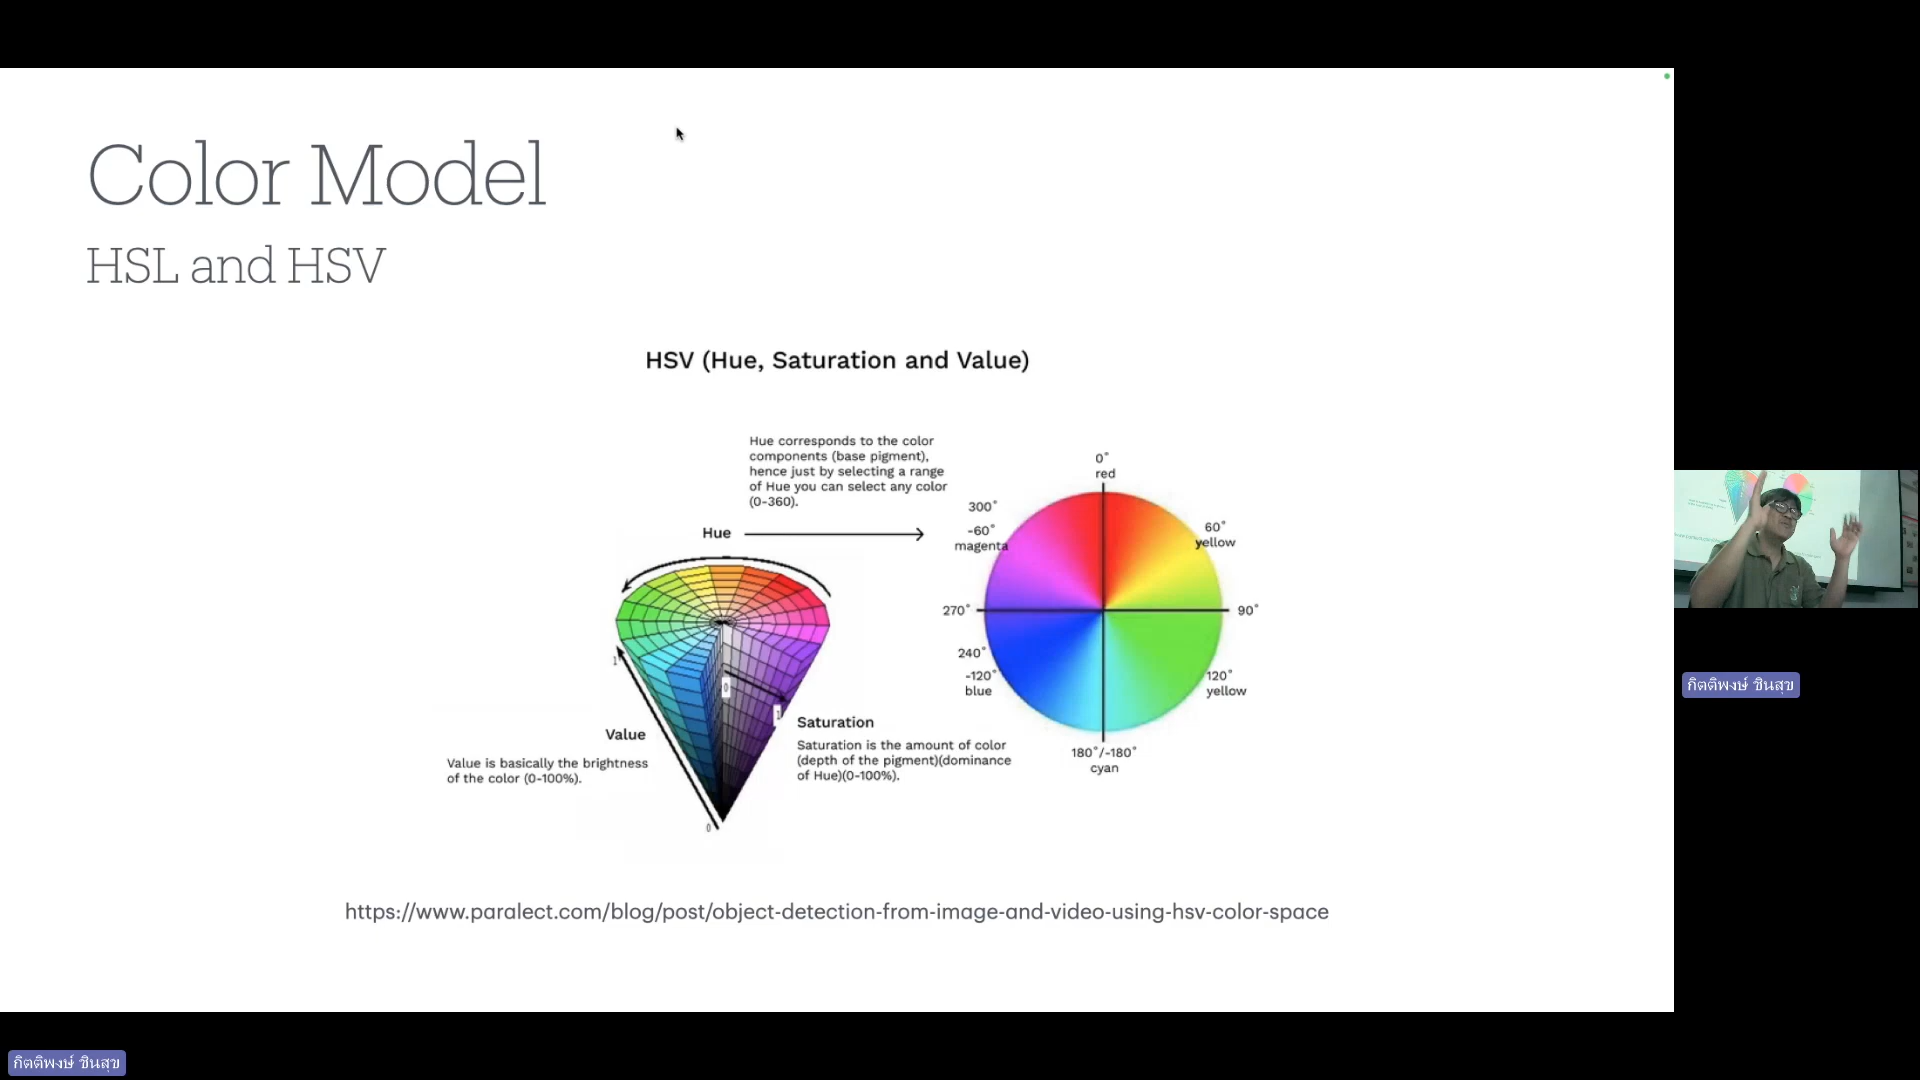 Color Model
HSL and HSV
HSV (Hue, Saturation and Value)
Hue corresponds to the color
components (base pigment),
hence just by selecting a range
of Hue you can select any color
(0-360).
Hue
0°
red
300°
-60°
magenta
60°
yellow
270°
90°
240°
-120°
blue
120°
yellow
180°/-180°
cyan
1
0
1
0
Value
Value is basically the brightness
of the color (0-100%).
Saturation
Saturation is the amount of color
(depth of the pigment)(dominance
of Hue)(0-100%).
https://www.paralect.com/blog/post/object-detection-from-image-and-video-using-hsv-color-space
กิตติพงษ์ ชินสุข
กิตติพงษ์ ชินสุข